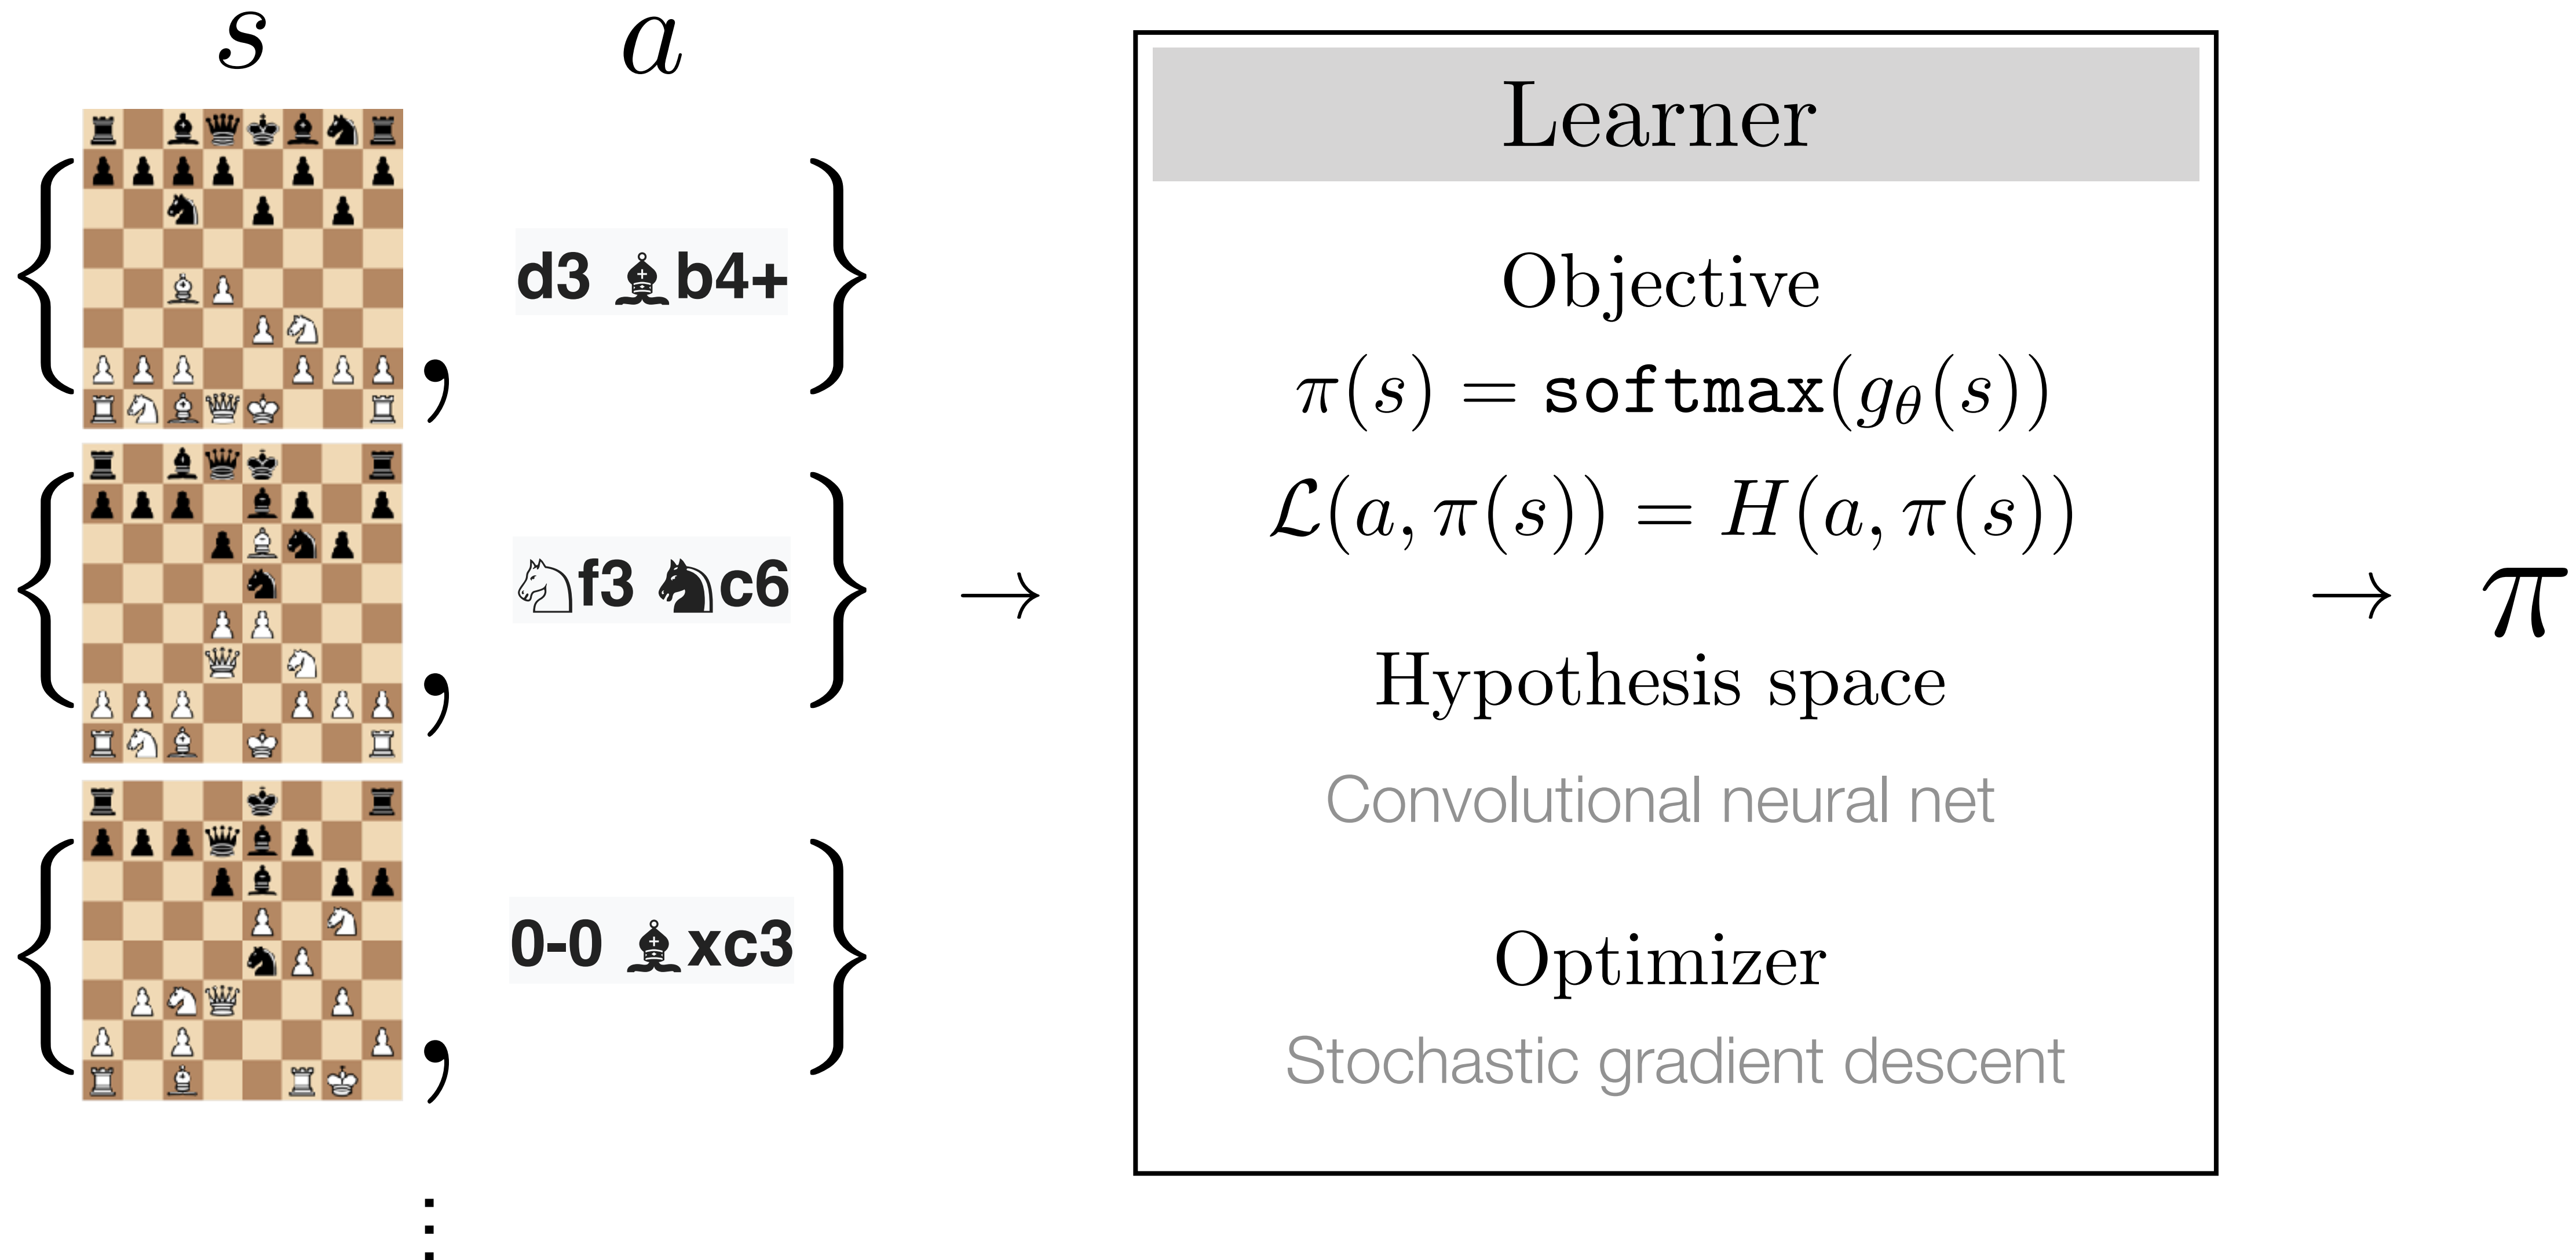 s a
{ , d3 ♝b4+ }
{ , ♘f3 ♞c6 }
{ , 0-0 ♝xc3 }
⋮
→
Learner
Objective
π(s) = softmax(g_θ(s))
ℒ(a, π(s)) = H(a, π(s))
Hypothesis space
Convolutional neural net
Optimizer
Stochastic gradient descent
→ π